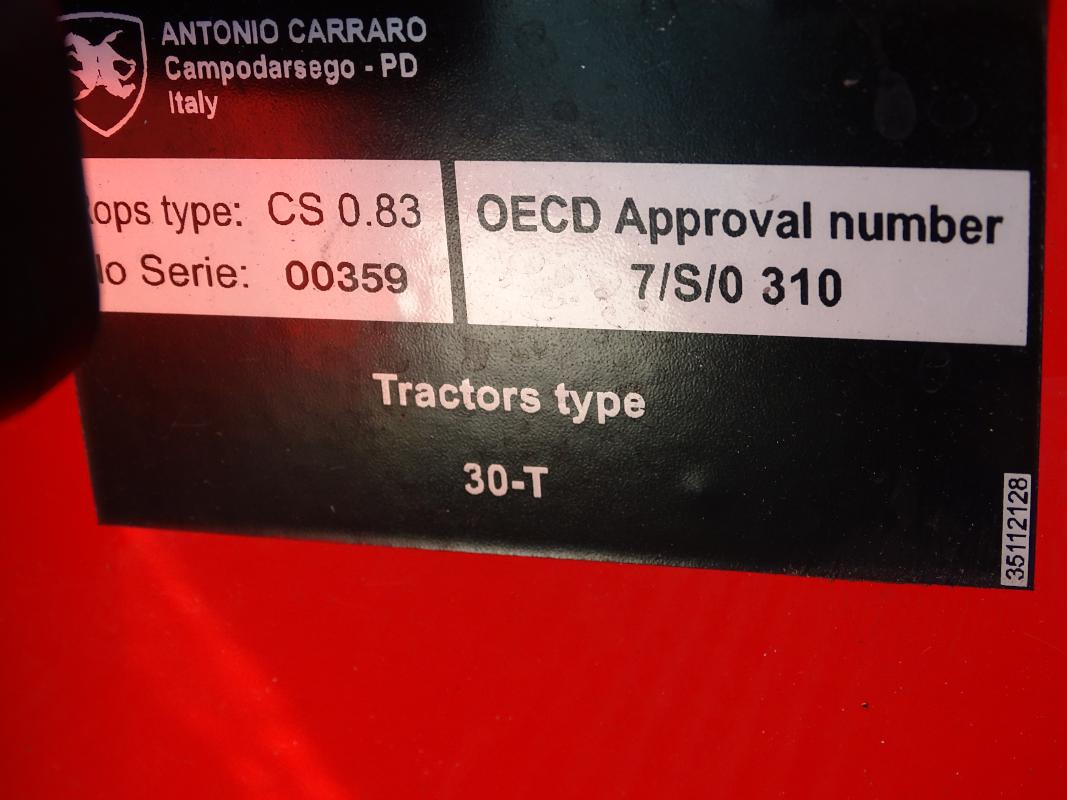 ANTONIO CARRARO
Campodarsego - PD
Italy
ops type: CS 0.83
o Serie: 00359
OECD Approval number
7/S/0 310
Tractors type
30-T
35112128